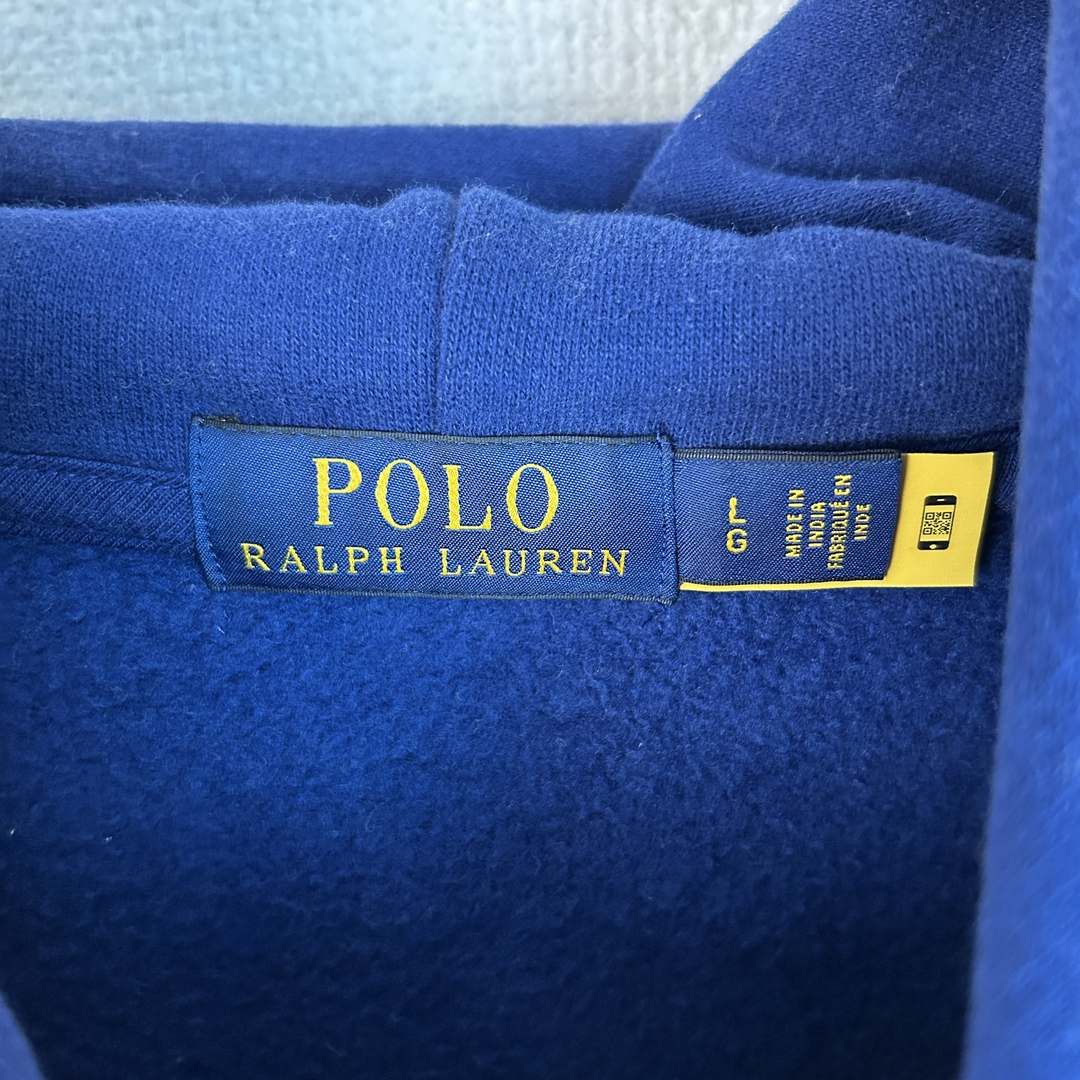 POLO
RALPH LAUREN
L
G
MADE IN
INDIA
FABRIQUÉ EN
INDE